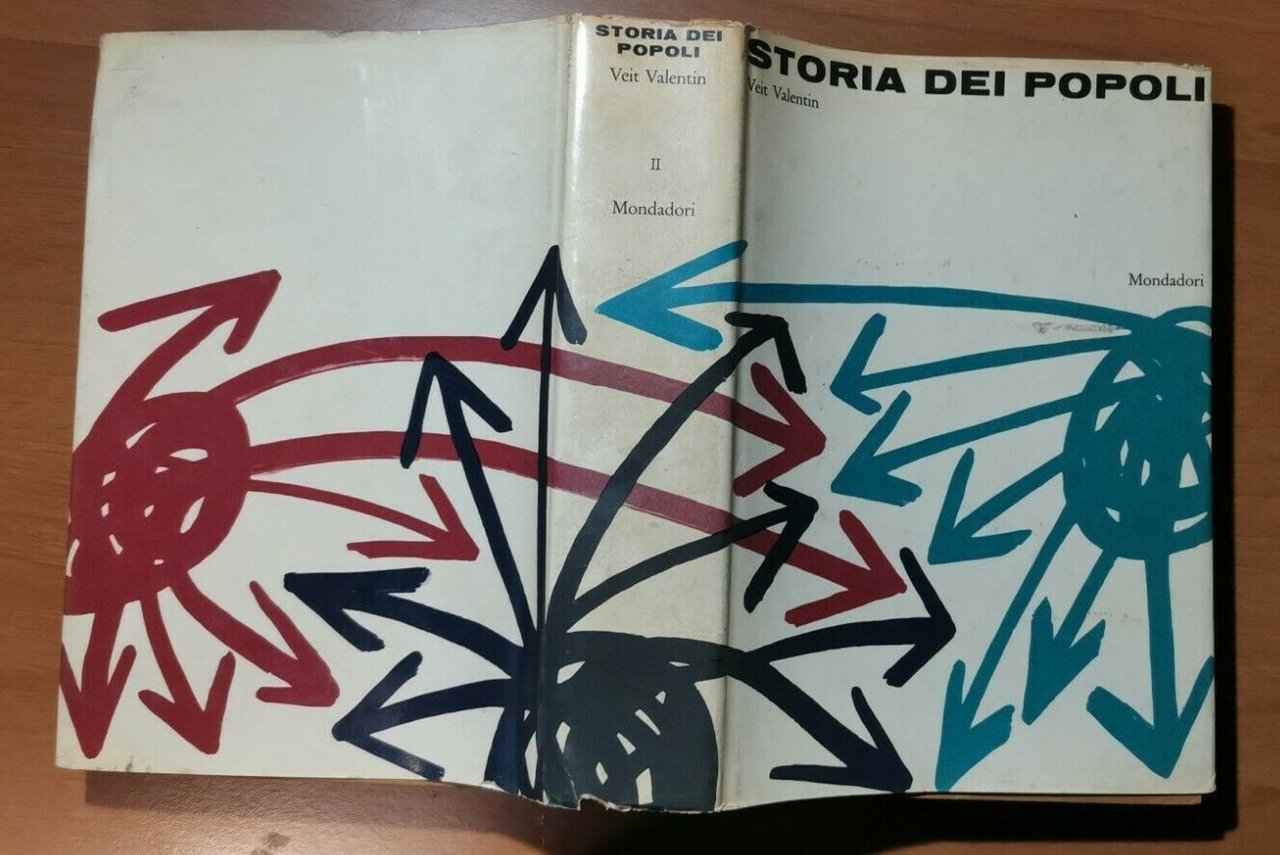 STORIA DEI
POPOLI
Veit Valentin
II
Mondadori
STORIA DEI POPOLI
Veit Valentin
Mondadori